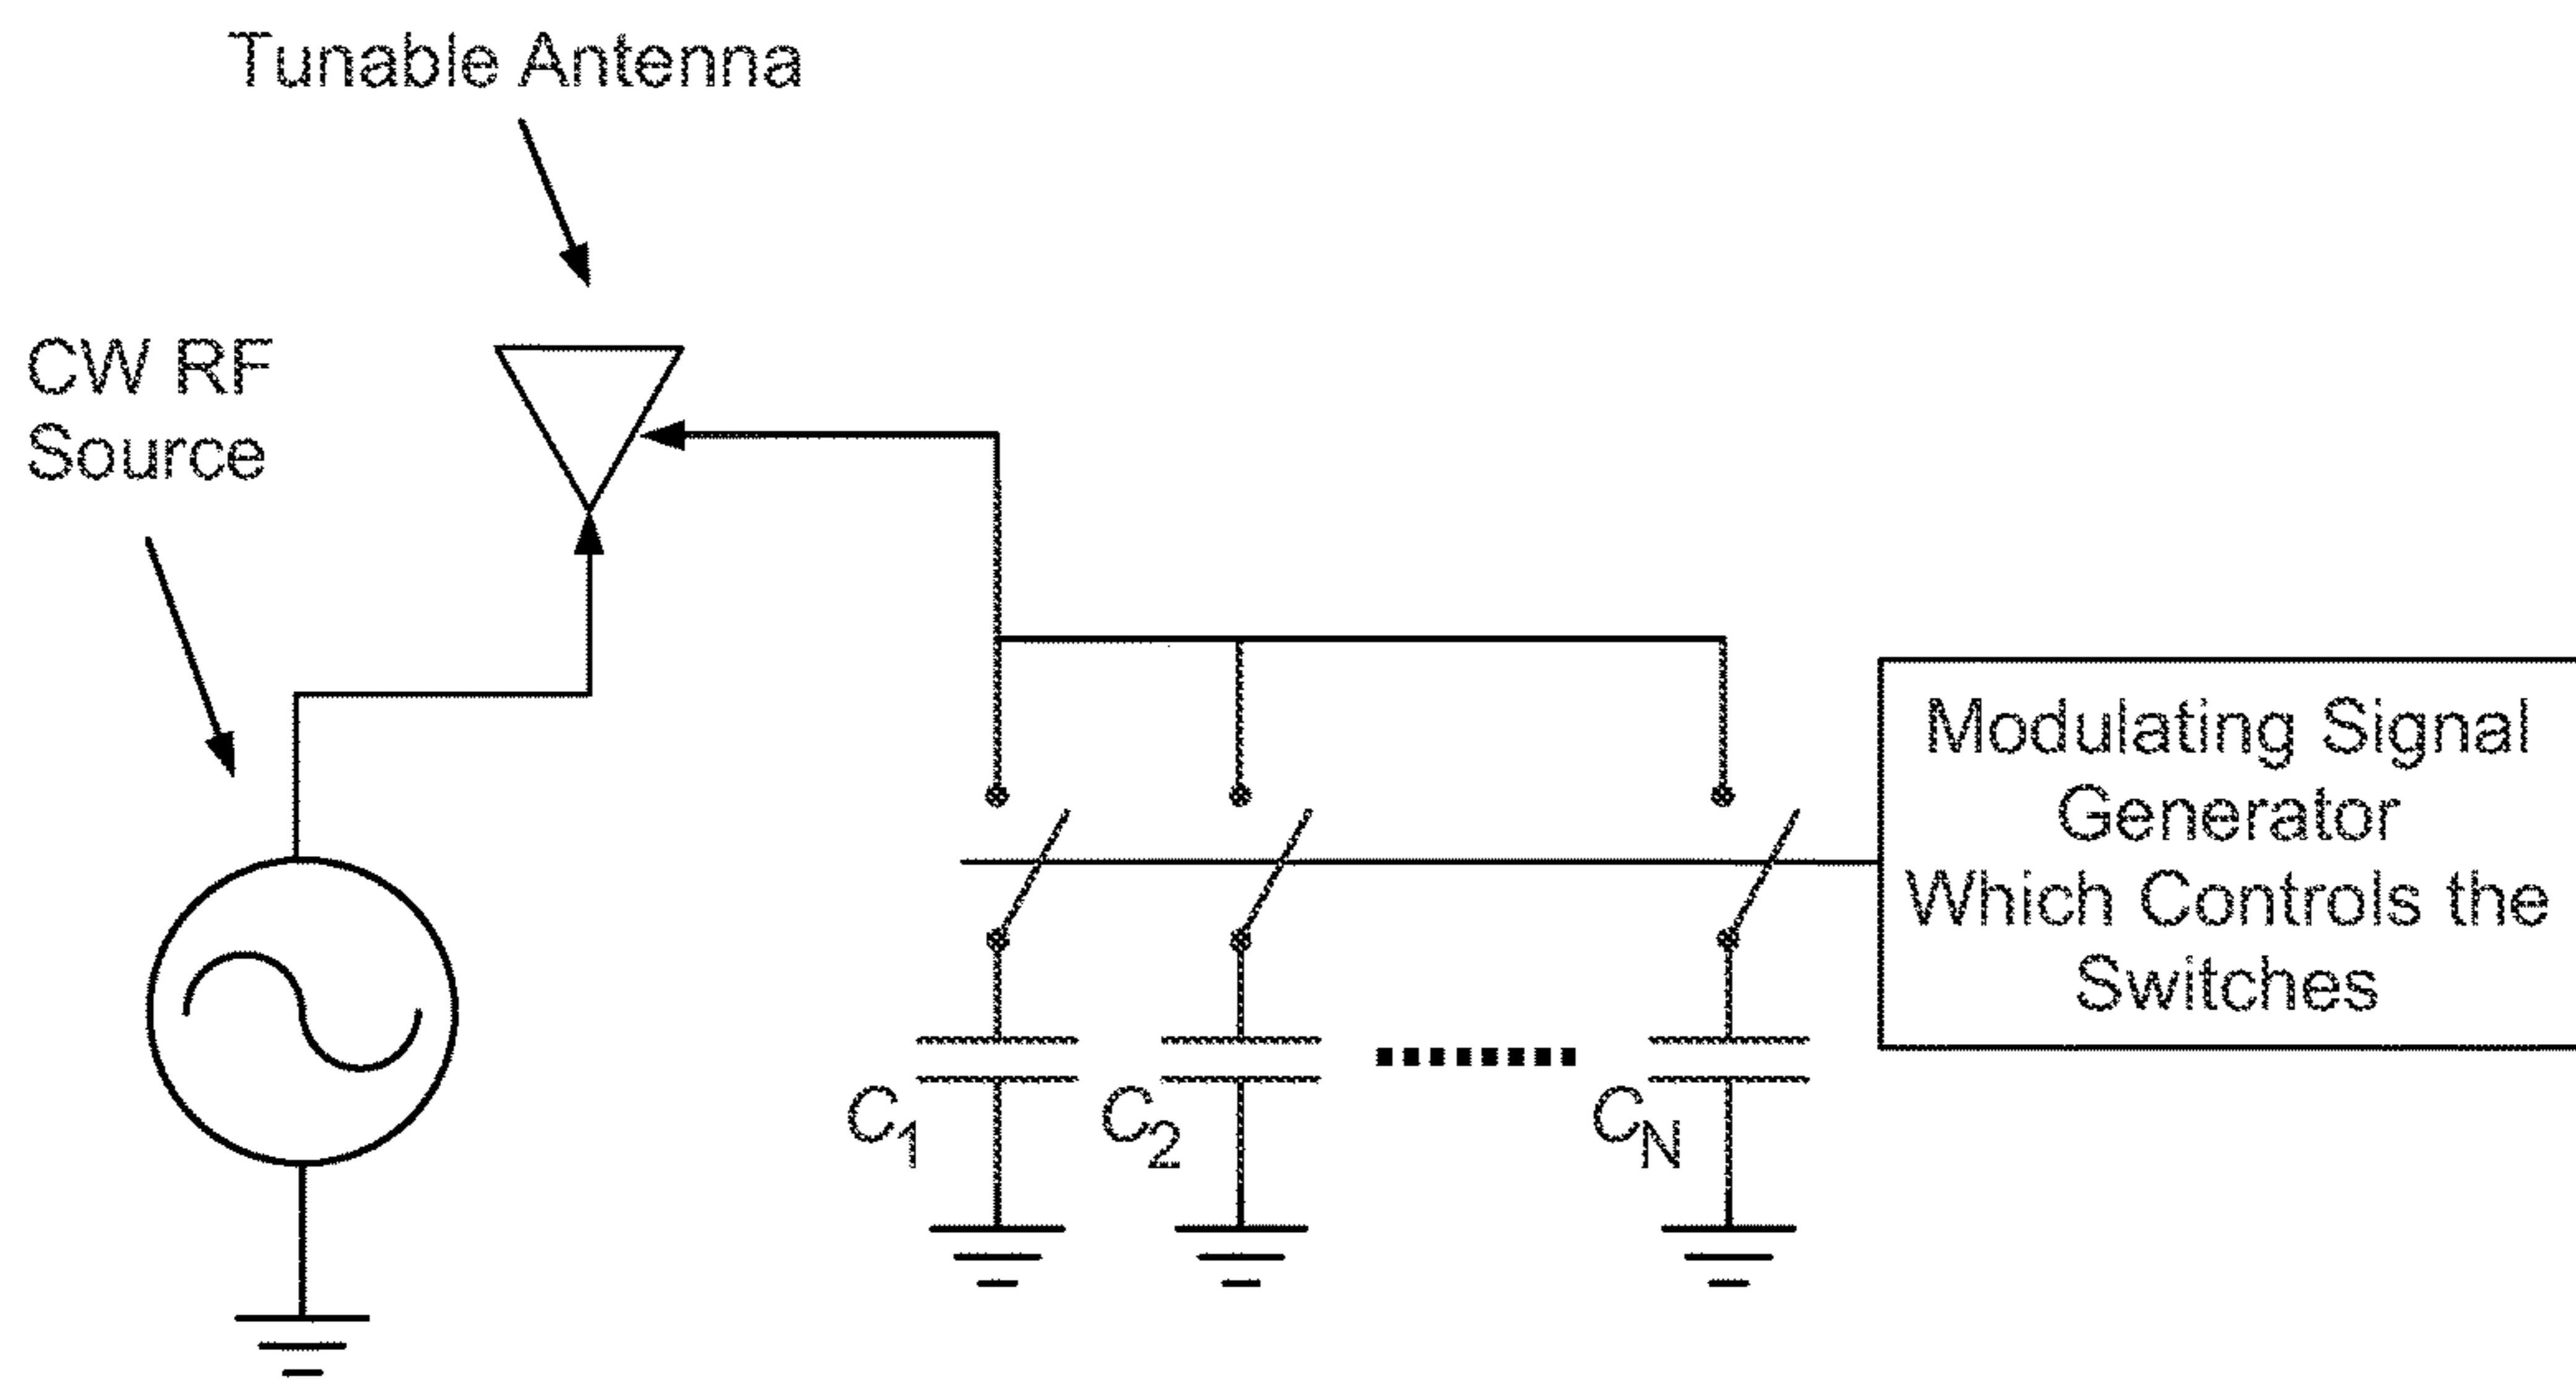 Tunable Antenna
CW RF
Source
Modulating Signal
Generator
Which Controls the
Switches
C1
C2
CN